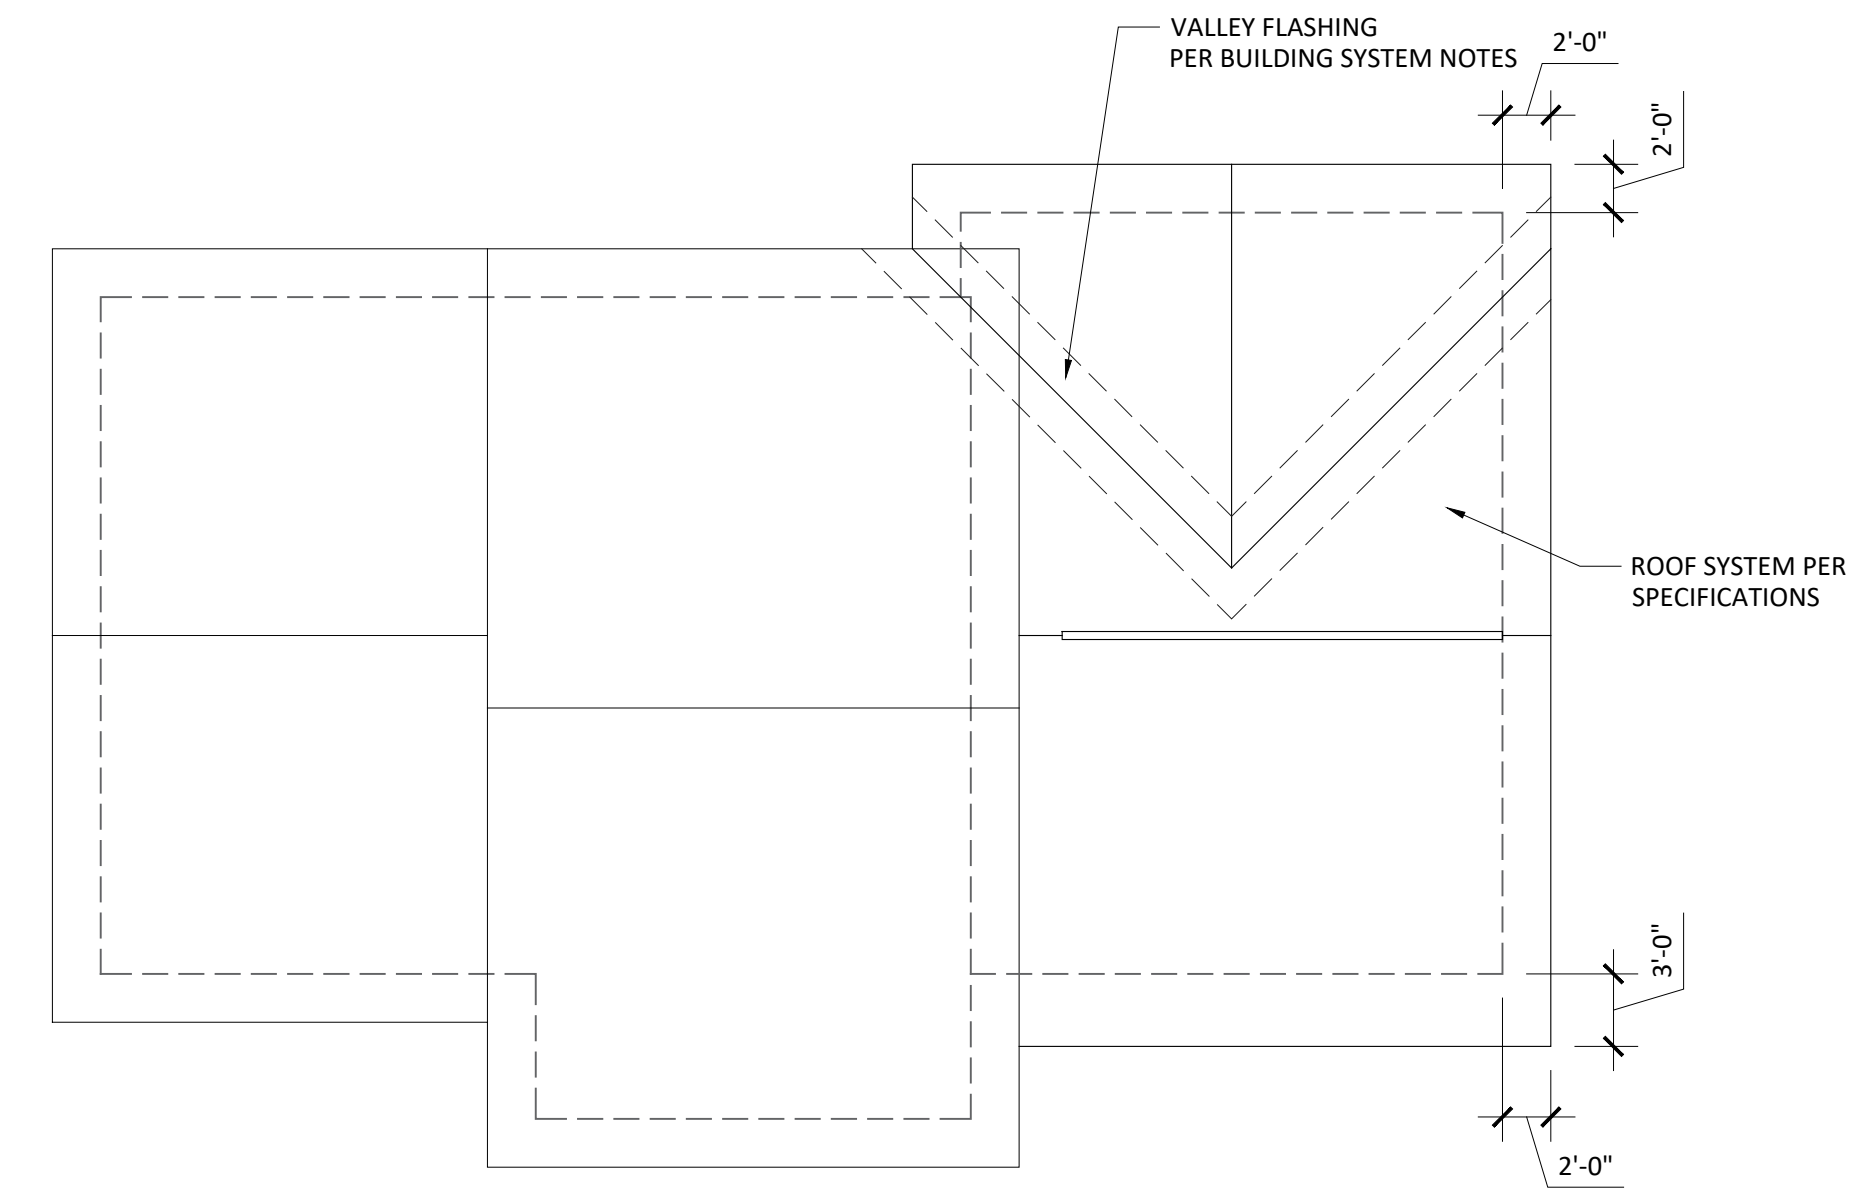 VALLEY FLASHING
PER BUILDING SYSTEM NOTES
2'-0"
2'-0"
ROOF SYSTEM PER
SPECIFICATIONS
3'-0"
2'-0"